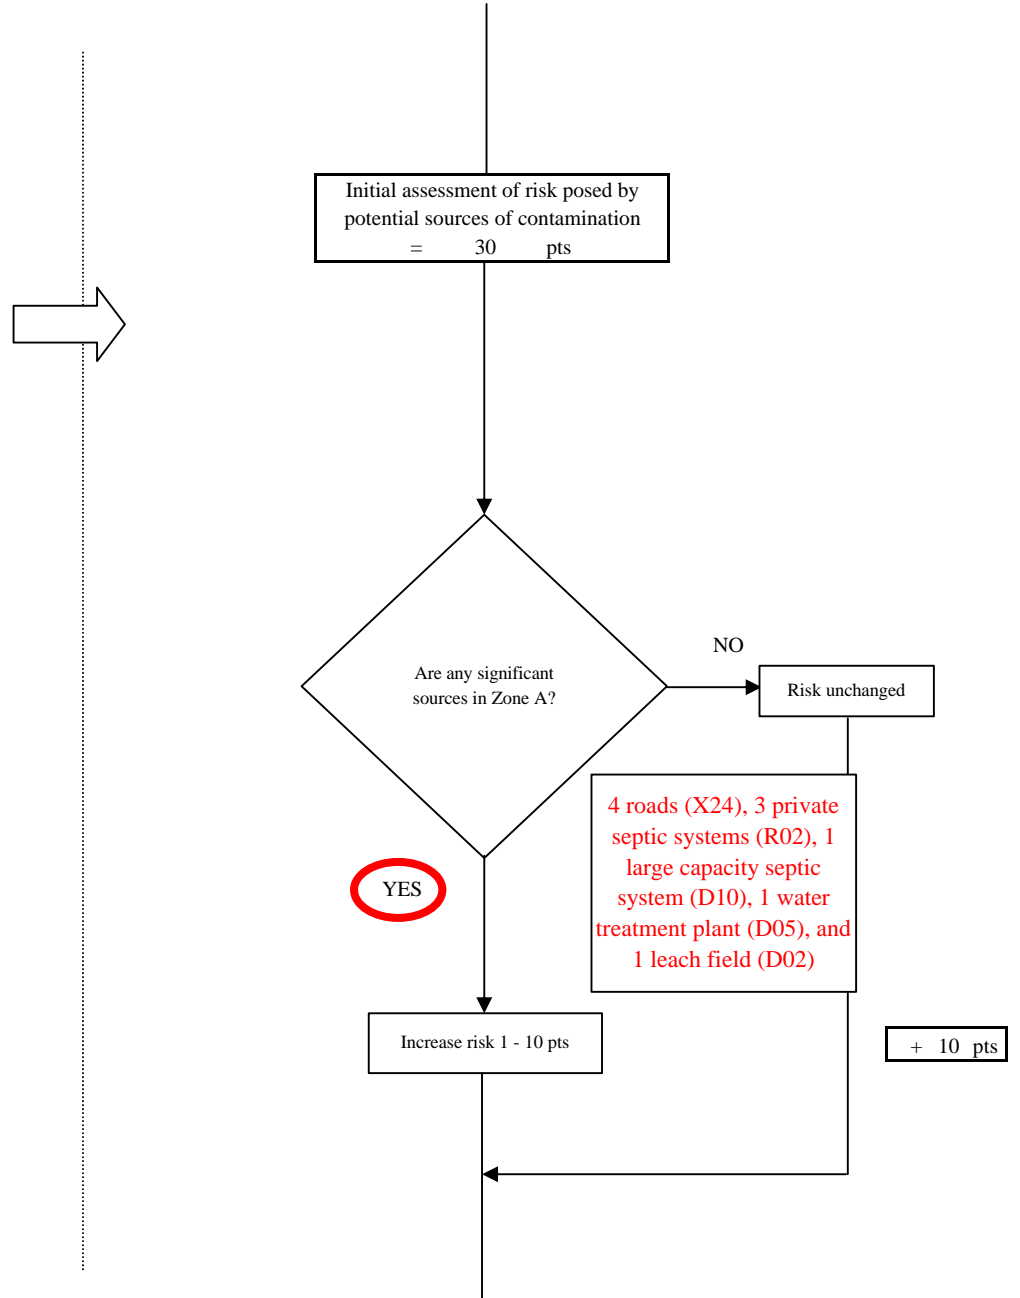 Initial assessment of risk posed by
potential sources of contamination
= 30 pts
NO
Are any significant
sources in Zone A?
Risk unchanged
4 roads (X24), 3 private
septic systems (R02), 1
large capacity septic
system (D10), 1 water
treatment plant (D05), and
1 leach field (D02)
YES
Increase risk 1 - 10 pts
+ 10 pts